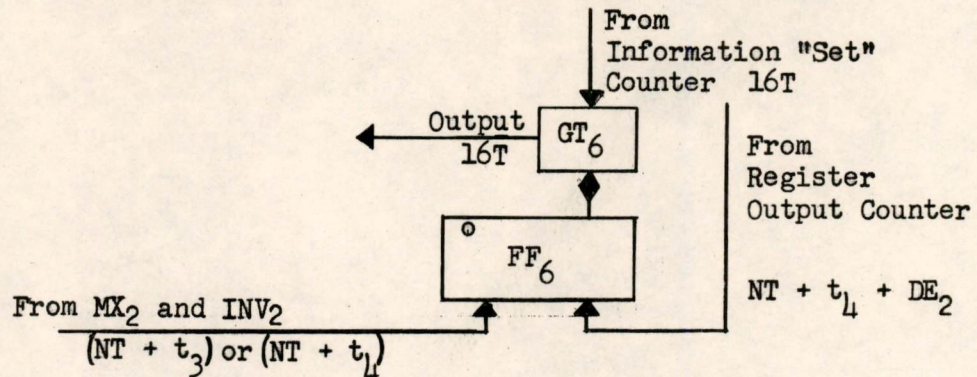 From
Information "Set"
Counter 16T
Output
16T
GT₆
From
Register
Output Counter
FF₆
NT + t₄ + DE₂
From MX₂ and INV₂
(NT + t₃) or (NT + t₄)